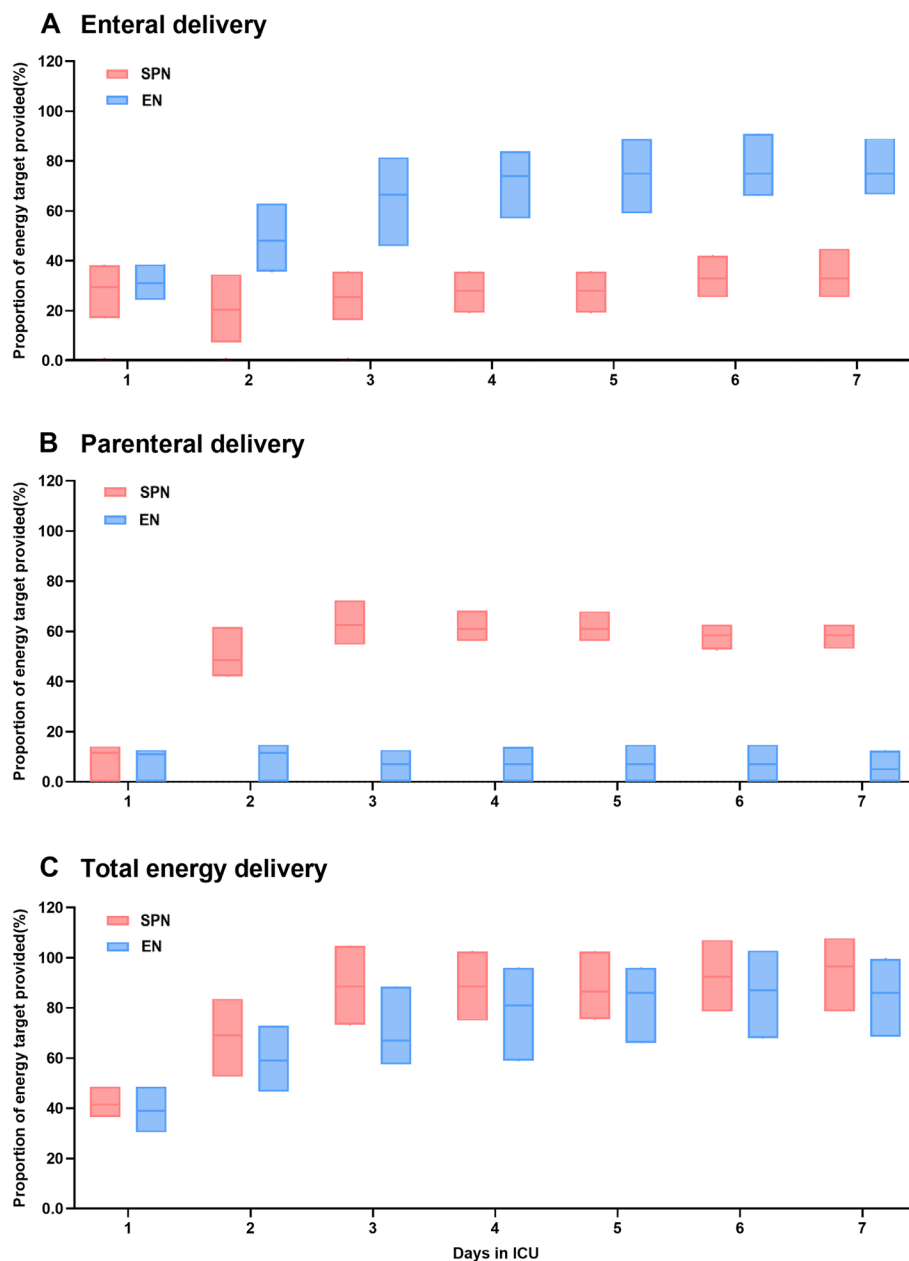 A Enteral delivery
Proportion of energy target provided(%)
120
100
80
60
40
20
0.0
SPN
EN
1 2 3 4 5 6 7
B Parenteral delivery
Proportion of energy target provided(%)
120
100
80
60
40
20
0.0
SPN
EN
1 2 3 4 5 6 7
C Total energy delivery
Proportion of energy target provided(%)
120
100
80
60
40
20
0.0
SPN
EN
1 2 3 4 5 6 7
Days in ICU